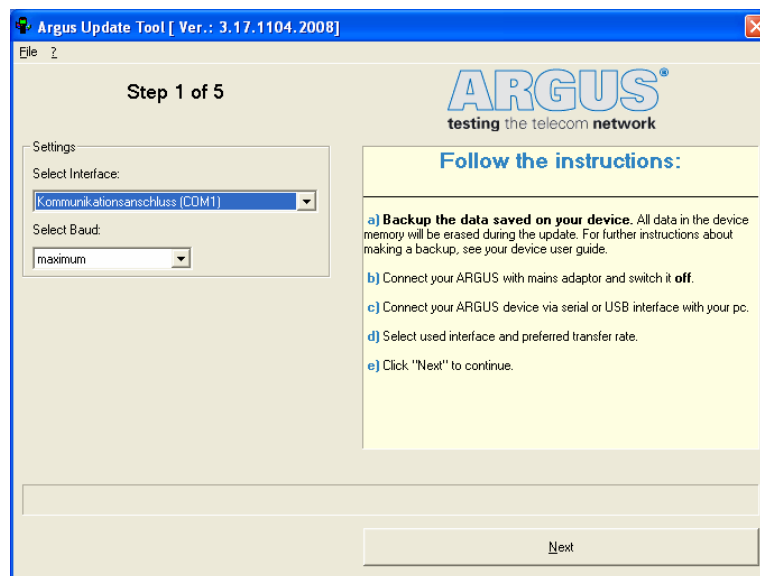 Argus Update Tool [ Ver.: 3.17.1104.2008]
File ?
Step 1 of 5
ARGUS®
testing the telecom network
Settings
Select Interface:
Kommunikationsanschluss (COM1)
Select Baud:
maximum
Follow the instructions:
a) Backup the data saved on your device. All data in the device
memory will be erased during the update. For further instructions about
making a backup, see your device user guide.
b) Connect your ARGUS with mains adaptor and switch it off.
c) Connect your ARGUS device via serial or USB interface with your pc.
d) Select used interface and preferred transfer rate.
e) Click "Next" to continue.
Next